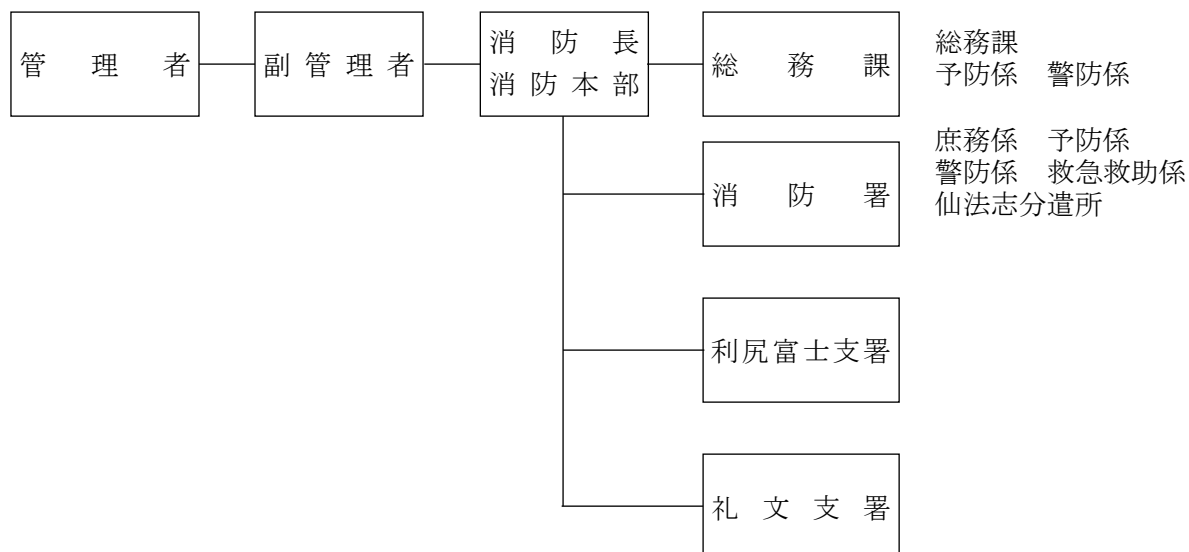 管理者
副管理者
消防長
消防本部
総務課
総務課
予防係　警防係
消防署
庶務係　予防係
警防係　救急救助係
仙法志分遣所
利尻富士支署
礼文支署